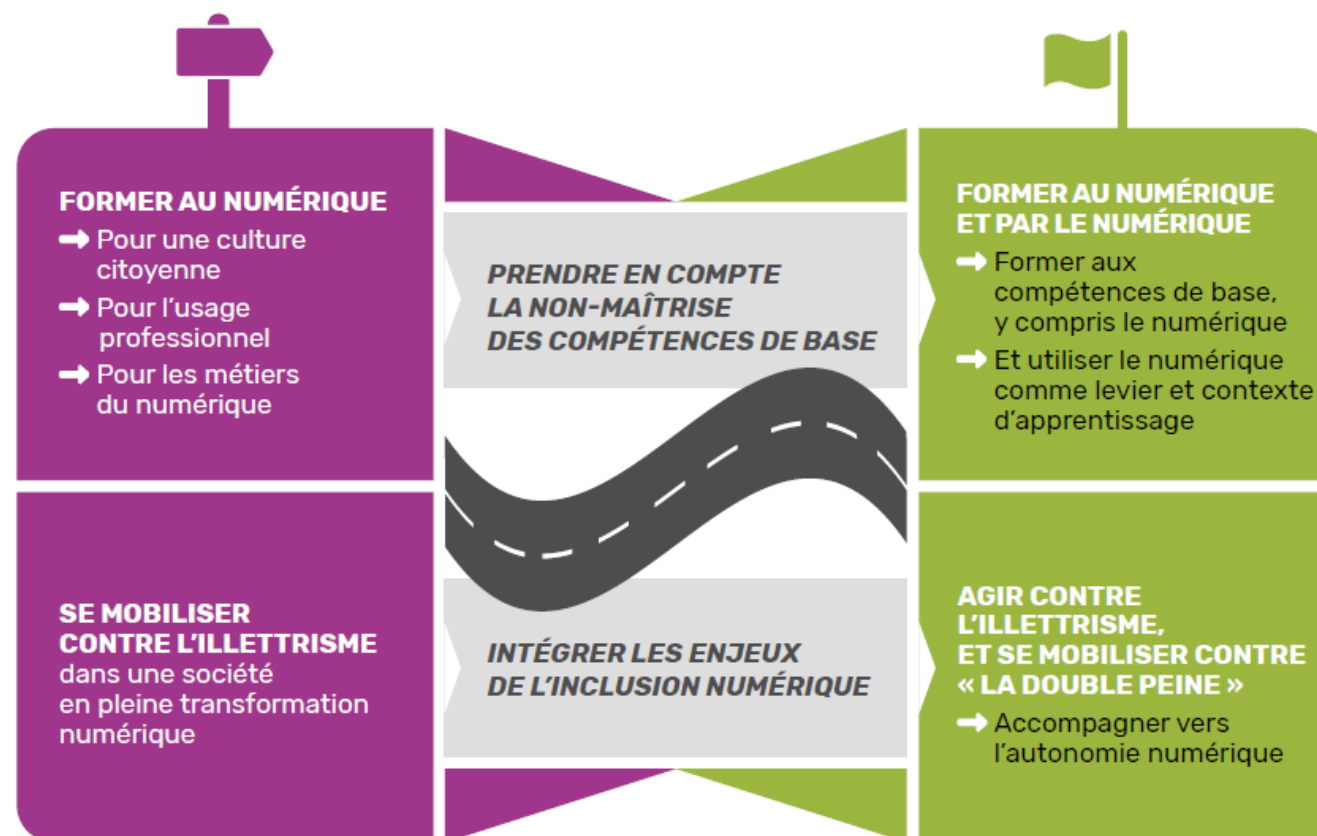 FORMER AU NUMÉRIQUE
Pour une culture
citoyenne
Pour l’usage
professionnel
Pour les métiers
du numérique
PRENDRE EN COMPTE
LA NON-MAÎTRISE
DES COMPÉTENCES DE BASE
FORMER AU NUMÉRIQUE
ET PAR LE NUMÉRIQUE
Former aux
compétences de base,
y compris le numérique
Et utiliser le numérique
comme levier et contexte
d’apprentissage
SE MOBILISER
CONTRE L’ILLETTRISME
dans une société
en pleine transformation
numérique
INTÉGRER LES ENJEUX
DE L’INCLUSION NUMÉRIQUE
AGIR CONTRE
L’ILLETTRISME,
ET SE MOBILISER CONTRE
« LA DOUBLE PEINE »
Accompagner vers
l’autonomie numérique